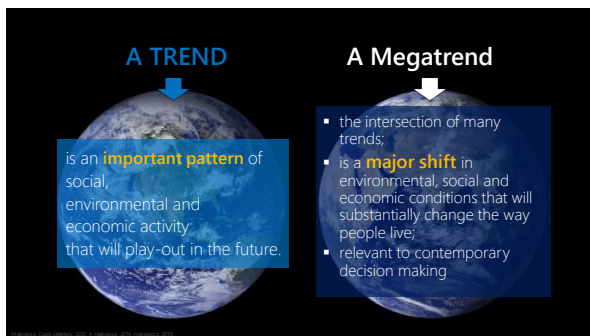 A TREND
is an important pattern of
social,
environmental and
economic activity
that will play-out in the future.
A Megatrend
▪ the intersection of many
trends;
▪ is a major shift in
environmental, social and
economic conditions that will
substantially change the way
people live;
▪ relevant to contemporary
decision making